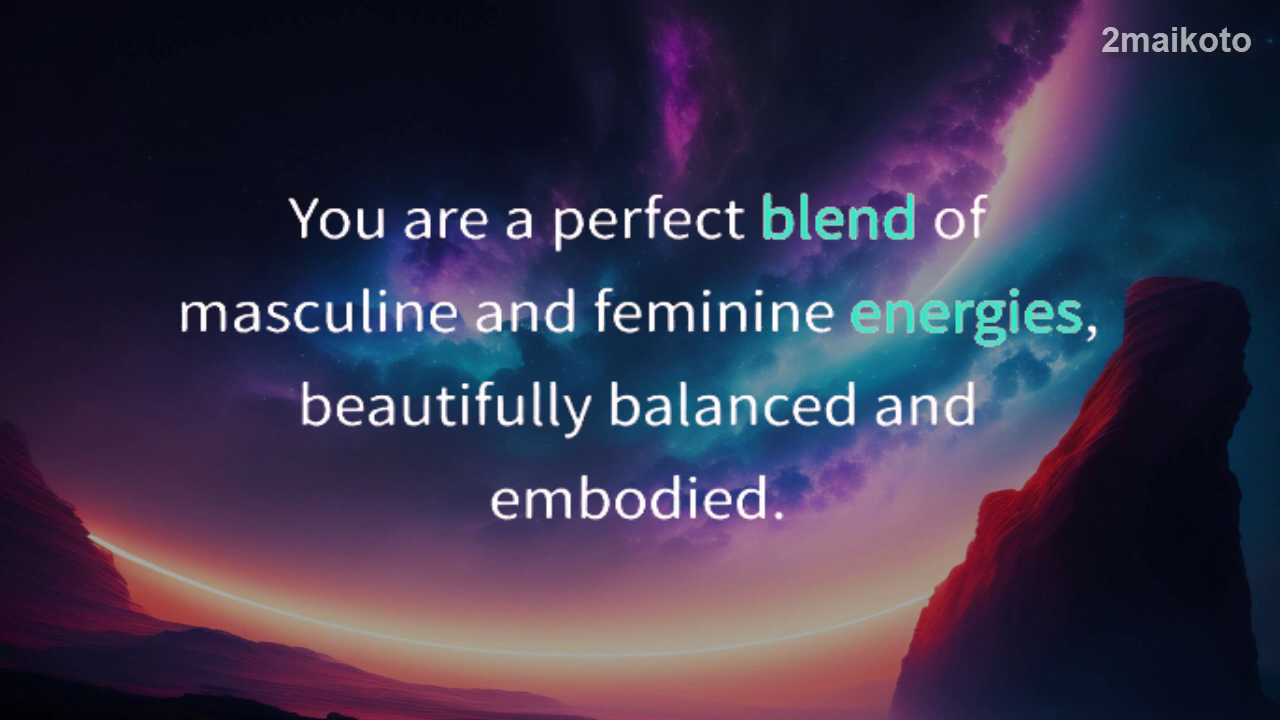 2maikoto
You are a perfect blend of
masculine and feminine energies,
beautifully balanced and
embodied.